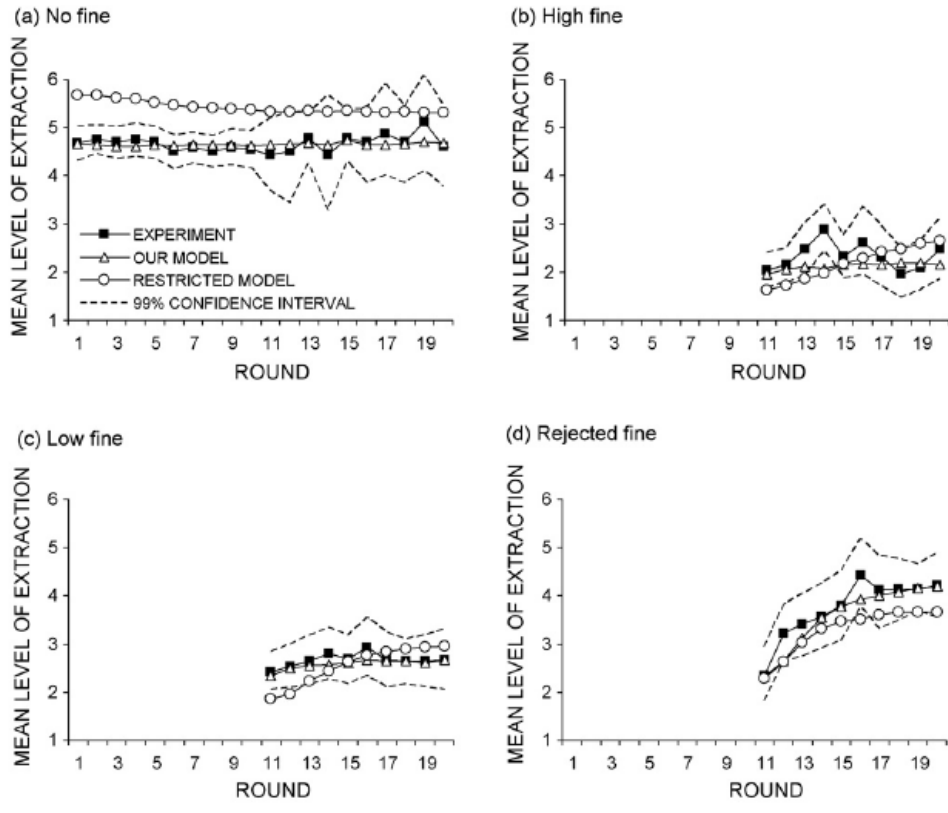 (a) No fine
MEAN LEVEL OF EXTRACTION
6
5
4
3
2
1
EXPERIMENT
OUR MODEL
RESTRICTED MODEL
99% CONFIDENCE INTERVAL
1 3 5 7 9 11 13 15 17 19
ROUND
(b) High fine
MEAN LEVEL OF EXTRACTION
6
5
4
3
2
1
1 3 5 7 9 11 13 15 17 19
ROUND
(c) Low fine
MEAN LEVEL OF EXTRACTION
6
5
4
3
2
1
1 3 5 7 9 11 13 15 17 19
ROUND
(d) Rejected fine
MEAN LEVEL OF EXTRACTION
6
5
4
3
2
1
1 3 5 7 9 11 13 15 17 19
ROUND